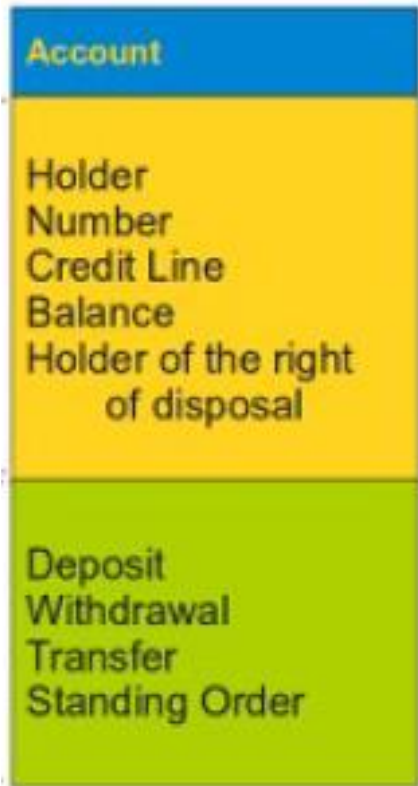 Account
Holder
Number
Credit Line
Balance
Holder of the right
of disposal
Deposit
Withdrawal
Transfer
Standing Order